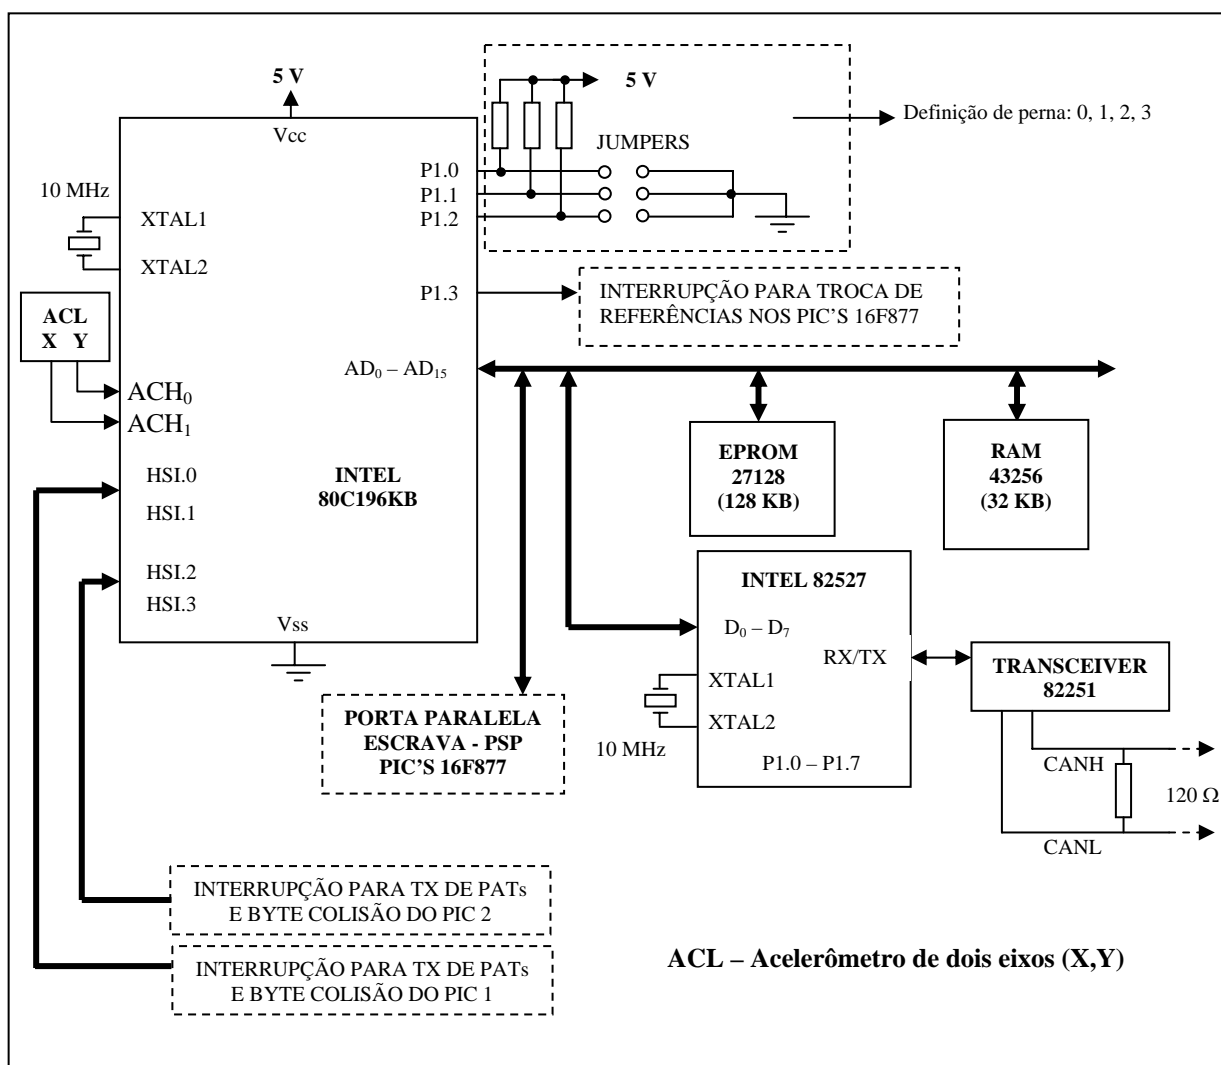 5 V
Vcc
10 MHz
XTAL1
XTAL2
ACL
X Y
ACH0
ACH1
HSI.0
HSI.1
HSI.2
HSI.3
Vss
P1.0
P1.1
P1.2
P1.3
AD0 – AD15
INTEL
80C196KB
5 V
JUMPERS
Definição de perna: 0, 1, 2, 3
INTERRUPÇÃO PARA TROCA DE
REFERÊNCIAS NOS PIC'S 16F877
EPROM
27128
(128 KB)
RAM
43256
(32 KB)
INTEL 82527
D0 – D7
RX/TX
XTAL1
XTAL2
10 MHz
P1.0 – P1.7
TRANSCEIVER
82251
CANH
120 Ω
CANL
PORTA PARALELA
ESCRAVA - PSP
PIC'S 16F877
INTERRUPÇÃO PARA TX DE PATs
E BYTE COLISÃO DO PIC 2
INTERRUPÇÃO PARA TX DE PATs
E BYTE COLISÃO DO PIC 1
ACL – Acelerômetro de dois eixos (X,Y)